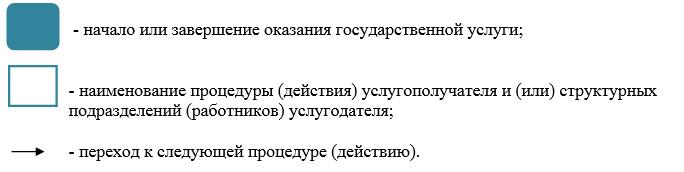 - начало или завершение оказания государственной услуги;
- наименование процедуры (действия) услугополучателя и (или) структурных
подразделений (работников) услугодателя;
- переход к следующей процедуре (действию).